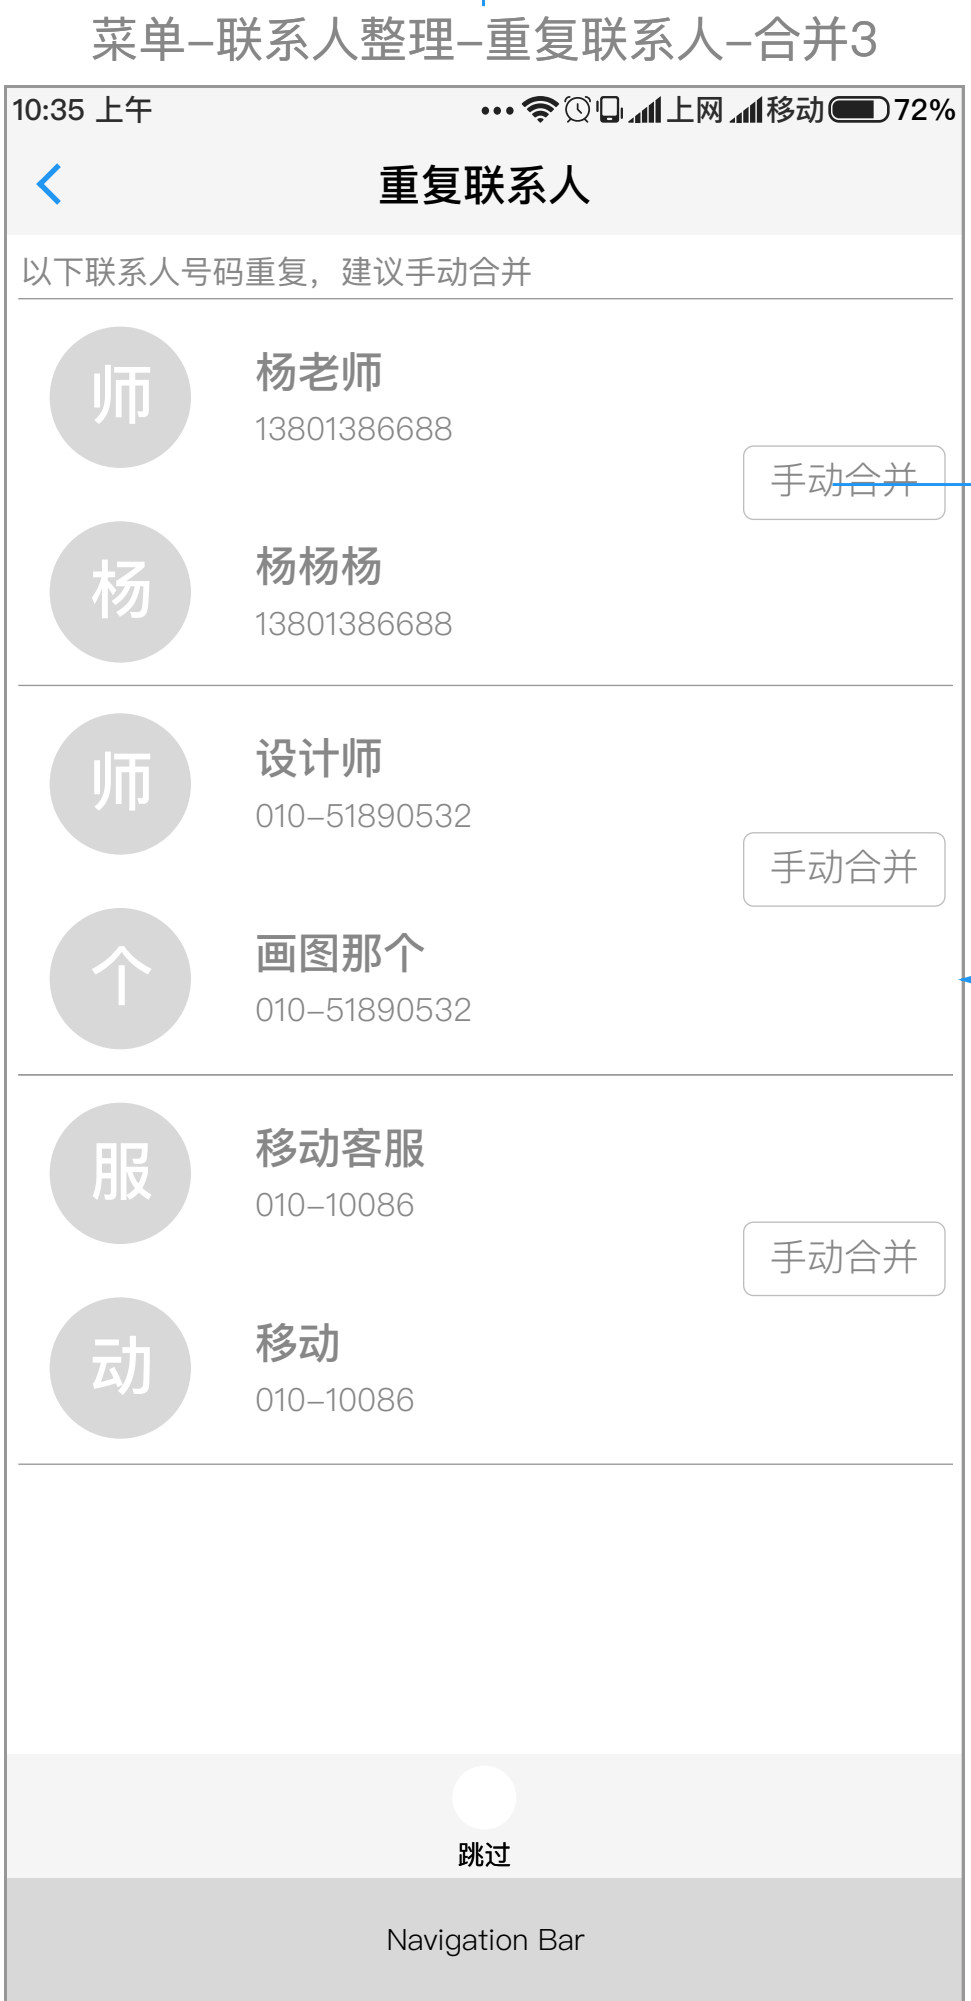 菜单–联系人整理–重复联系人–合并3
10:35 上午 上网 移动 72%
重复联系人
以下联系人号码重复，建议手动合并
师
杨老师
13801386688
手动合并
杨
杨杨杨
13801386688
师
设计师
010–51890532
手动合并
个
画图那个
010–51890532
服
移动客服
010–10086
手动合并
动
移动
010–10086
跳过
Navigation Bar